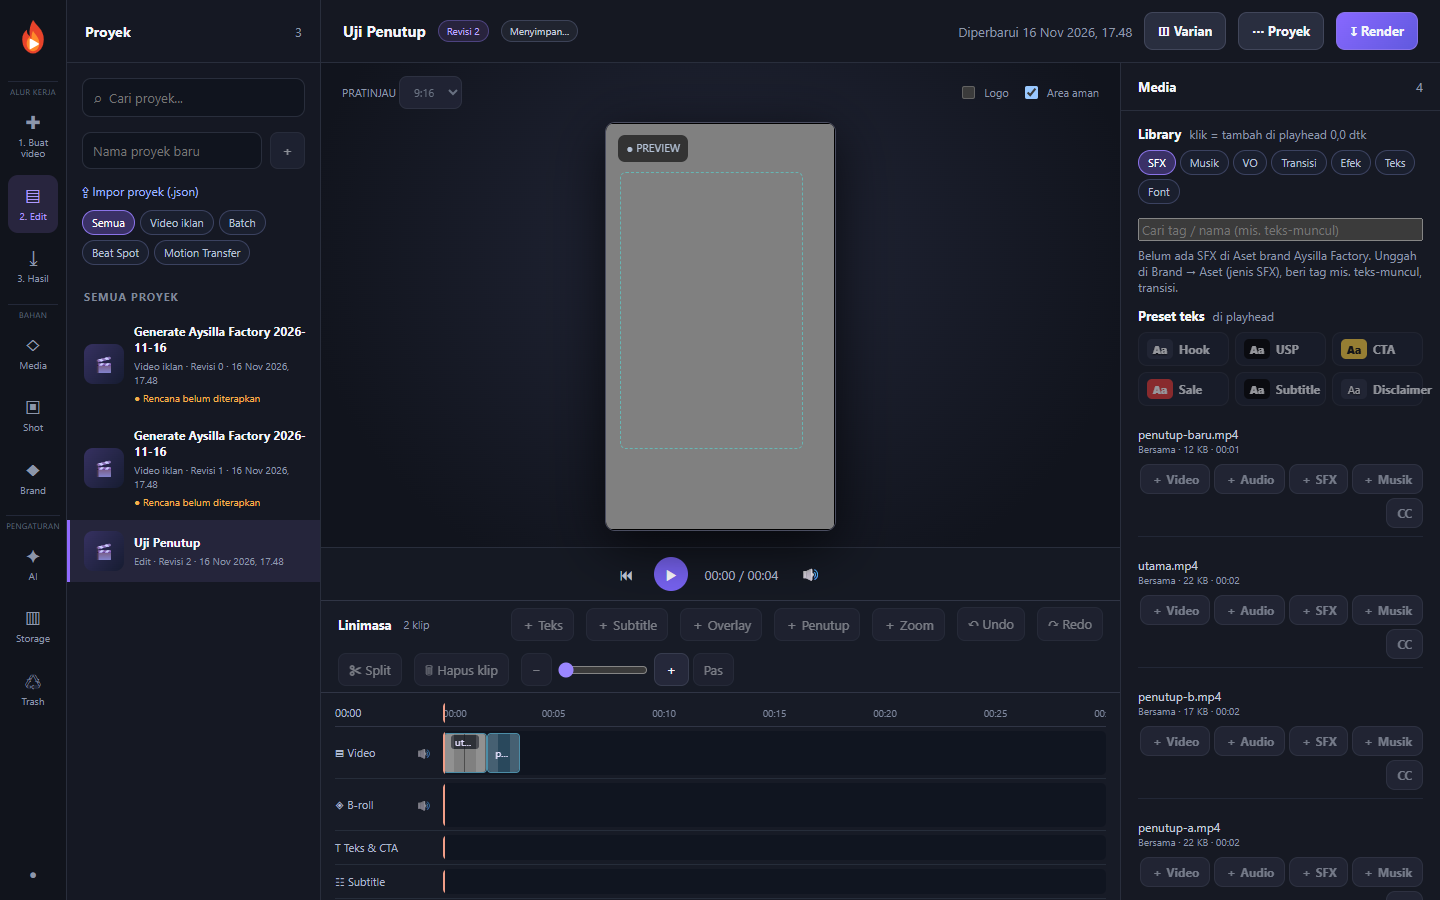 ALUR KERJA
1. Buat
video
2. Edit
3. Hasil
BAHAN
Media
Shot
Brand
PENGATURAN
AI
Storage
Trash
Proyek 3
Cari proyek...
Nama proyek baru +
Impor proyek (.json)
Semua Video iklan Batch
Beat Spot Motion Transfer
SEMUA PROYEK
Generate Aysilla Factory 2026-
11-16
Video iklan · Revisi 0 · 16 Nov 2026,
17.48
● Rencana belum diterapkan
Generate Aysilla Factory 2026-
11-16
Video iklan · Revisi 1 · 16 Nov 2026,
17.48
● Rencana belum diterapkan
Uji Penutup
Edit · Revisi 2 · 16 Nov 2026, 17.48
Uji Penutup Revisi 2 Menyimpan... Diperbarui 16 Nov 2026, 17.48 Varian ··· Proyek Render
PRATINJAU 9:16 Logo Area aman
● PREVIEW
00:00 / 00:04
Linimasa 2 klip + Teks + Subtitle + Overlay + Penutup + Zoom Undo Redo
Split Hapus klip − + Pas
00:00 00:00 00:05 00:10 00:15 00:20 00:25 00:
Video ut... p...
B-roll
T Teks & CTA
Subtitle
Media 4
Library klik = tambah di playhead 0,0 dtk
SFX Musik VO Transisi Efek Teks
Font
Cari tag / nama (mis. teks-muncul)
Belum ada SFX di Aset brand Aysilla Factory. Unggah
di Brand → Aset (jenis SFX), beri tag mis. teks-muncul,
transisi.
Preset teks di playhead
Aa Hook Aa USP Aa CTA
Aa Sale Aa Subtitle Aa Disclaimer
penutup-baru.mp4
Bersama · 12 KB · 00:01
+ Video + Audio + SFX + Musik
CC
utama.mp4
Bersama · 22 KB · 00:02
+ Video + Audio + SFX + Musik
CC
penutup-b.mp4
Bersama · 17 KB · 00:02
+ Video + Audio + SFX + Musik
CC
penutup-a.mp4
Bersama · 22 KB · 00:02
+ Video + Audio + SFX + Musik